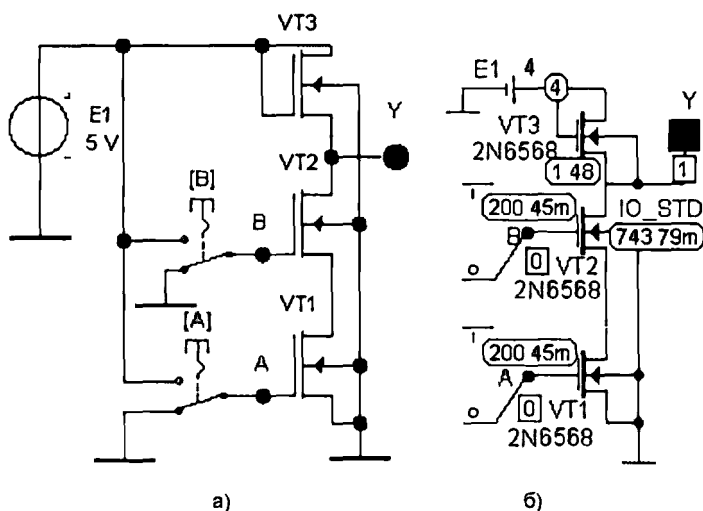 VT3
E1
5 V
Y
VT2
[B]
B
VT1
[A]
A
а)
E1
4
4
Y
VT3
2N6568
1 48
1
200 45m
IO_STD
B
743 79m
0
VT2
2N6568
200 45m
A
0
VT1
2N6568
б)